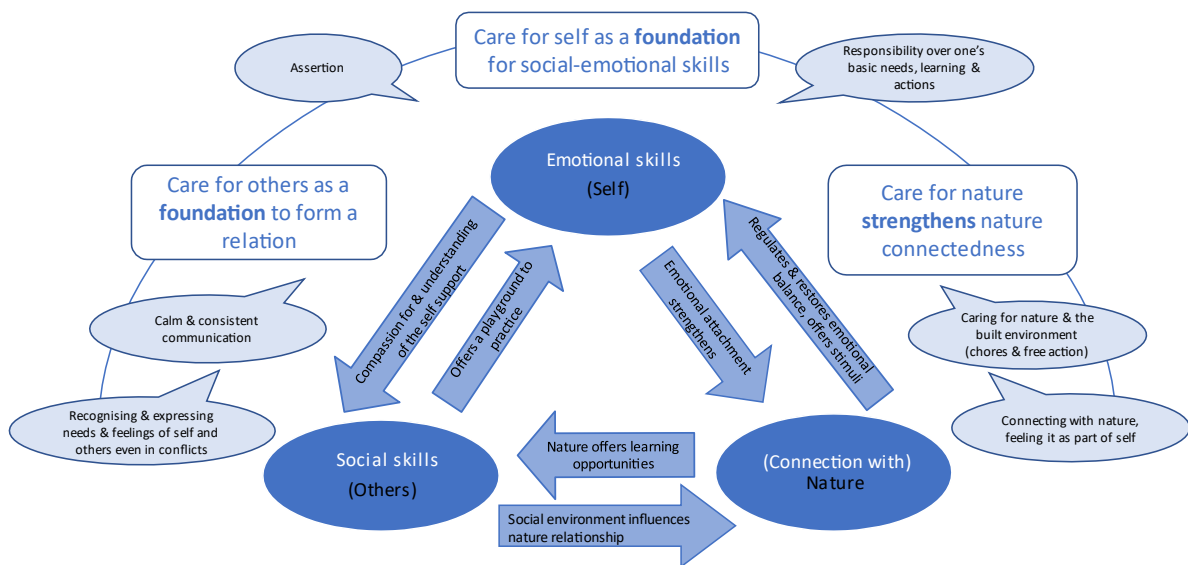 Care for self as a foundation
for social-emotional skills
Assertion
Responsibility over one's
basic needs, learning &
actions
Emotional skills
(Self)
Care for others as a
foundation to form a
relation
Care for nature
strengthens nature
connectedness
Compassion for & understanding
of the self support
Offers a playground to
practice
Emotional attachment
strengthens
Regulates & restores emotional
balance, offers stimuli
Calm & consistent
communication
Caring for nature & the
built environment
(chores & free action)
Recognising & expressing
needs & feelings of self and
others even in conflicts
Connecting with nature,
feeling it as part of self
Social skills
(Others)
Nature offers learning
opportunities
(Connection with)
Nature
Social environment influences
nature relationship